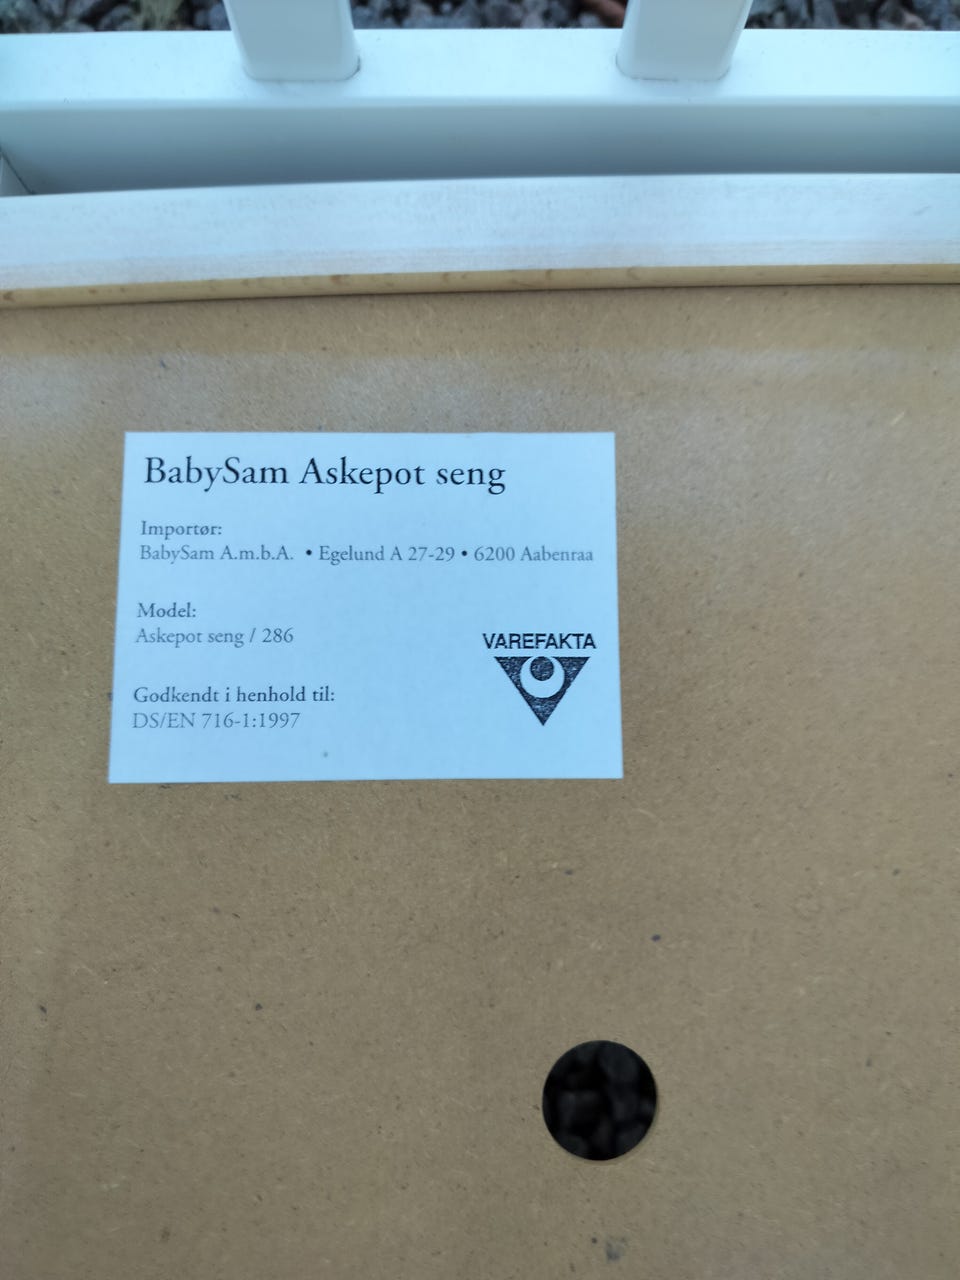 BabySam Askepot seng
Importør:
BabySam A.m.b.A. • Egelund A 27-29 • 6200 Aabenraa
Model:
Askepot seng / 286
VAREFAKTA
Godkendt i henhold til:
DS/EN 716-1:1997